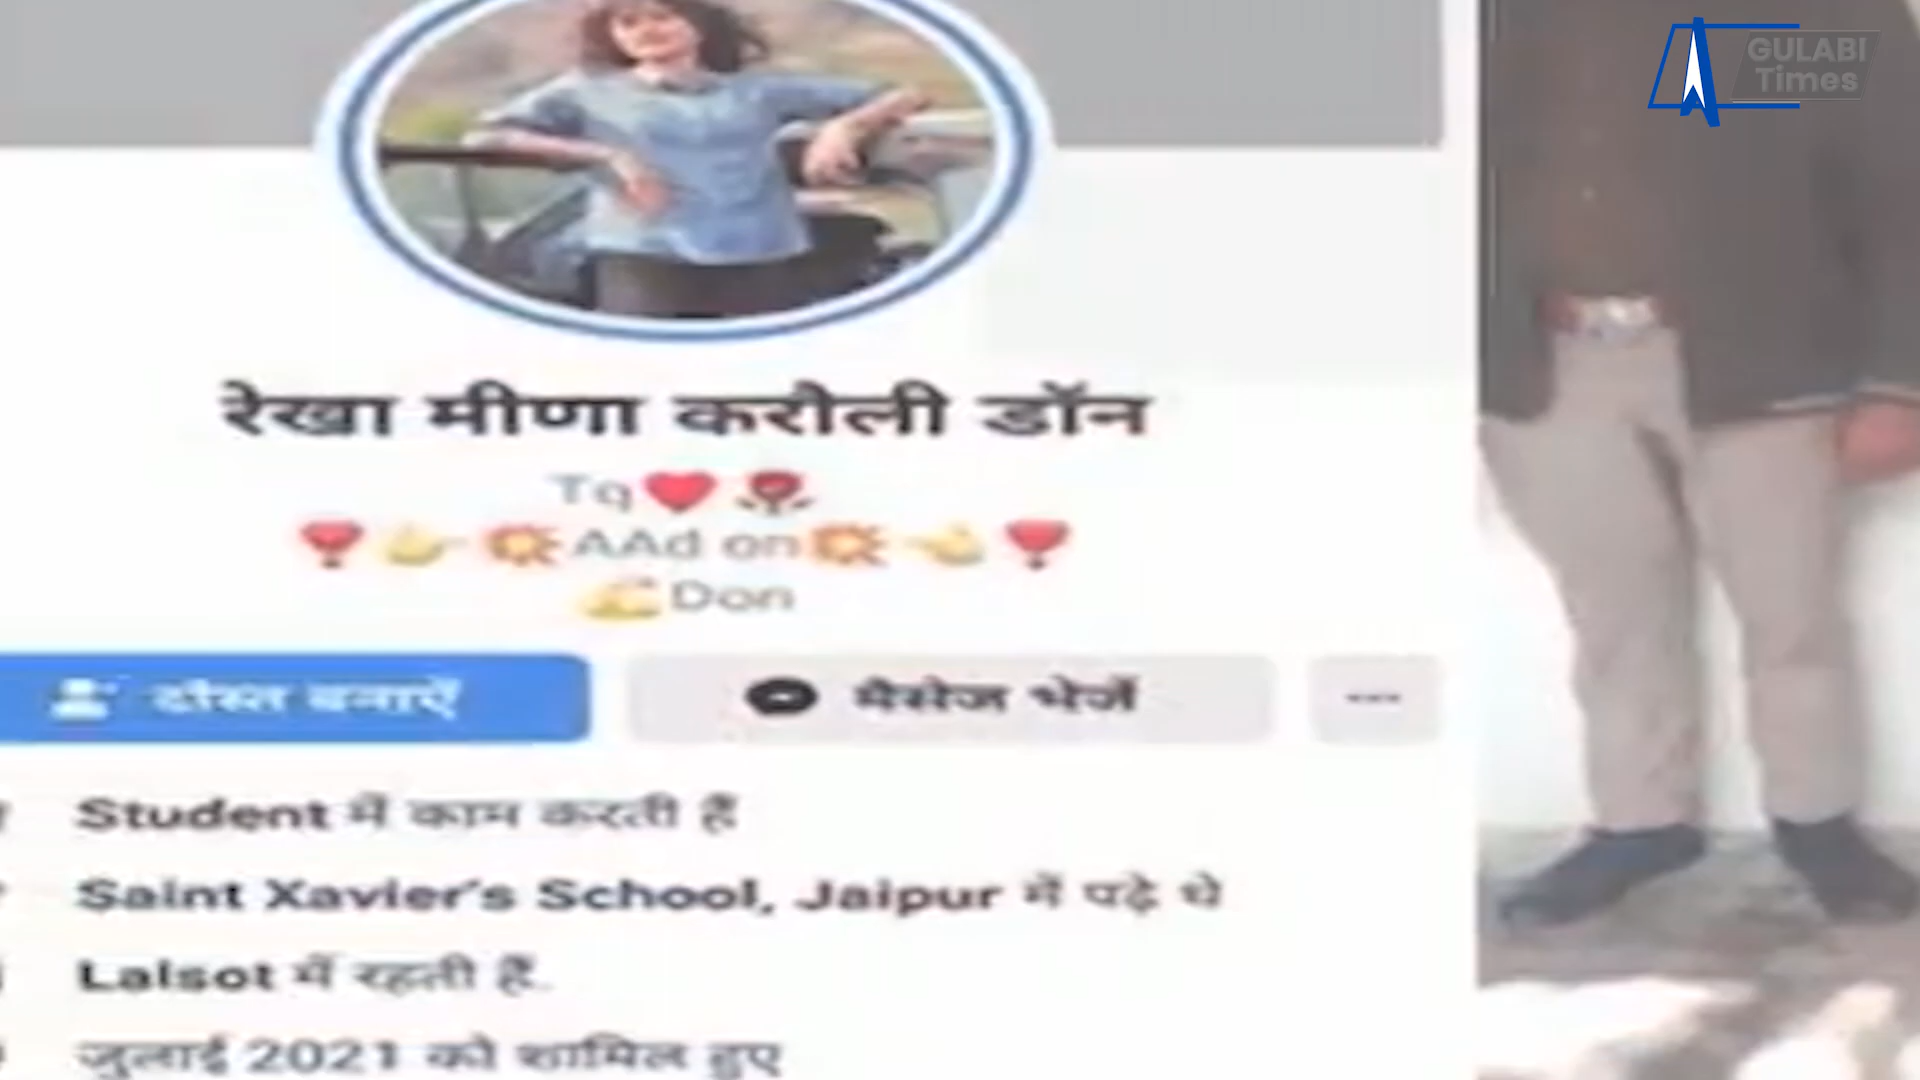 GULABI
Times
रेखा मीणा करौली डॉन
Tq❤️🌹
❣️👉💥AAd on💥👈❣️
💪Don
दोस्त बनाऐं
मैसेज भेजें
Student में काम करती हैं
Saint Xavier's School, Jaipur में पढ़े थे
Lalsot में रहती हैं.
जुलाई 2021 को शामिल हुए